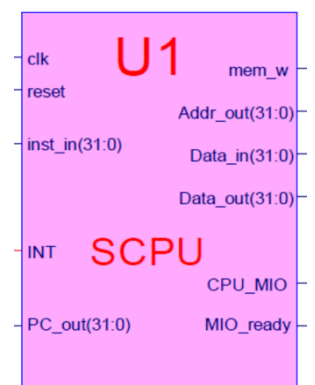 U1
clk
mem_w
reset
Addr_out(31:0)
inst_in(31:0)
Data_in(31:0)
Data_out(31:0)
INT
SCPU
CPU_MIO
PC_out(31:0)
MIO_ready